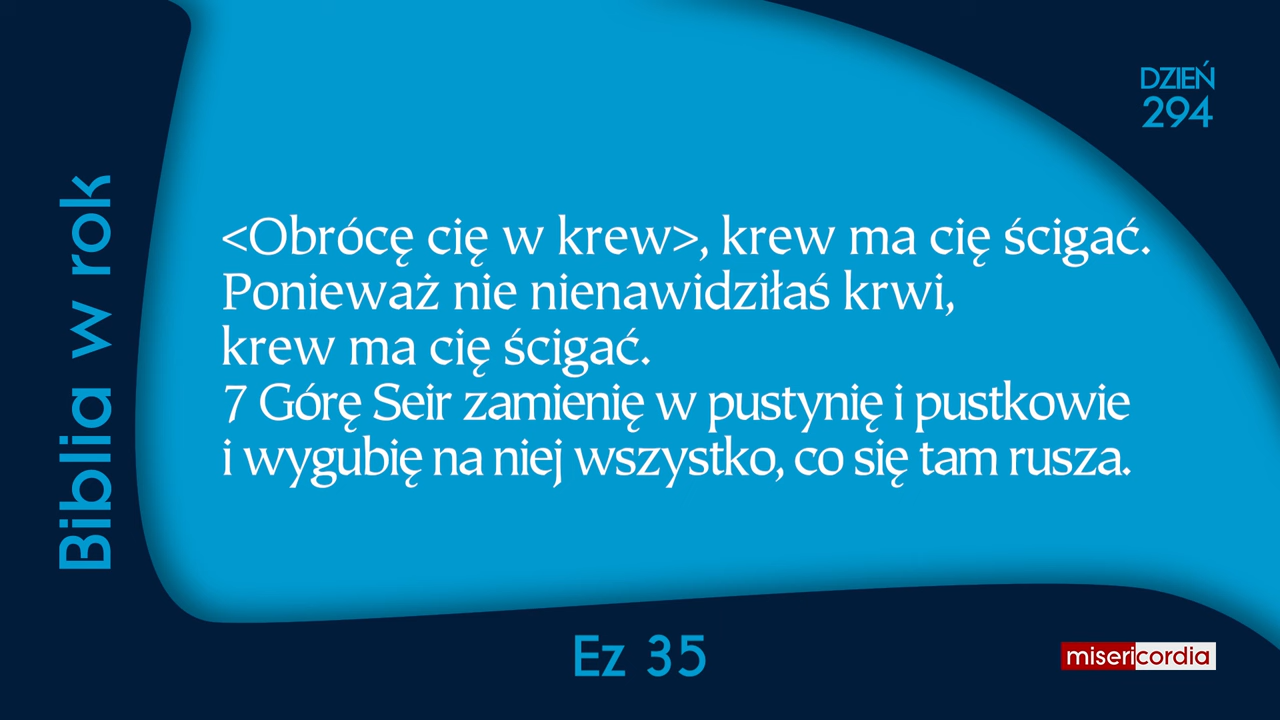 DZIEŃ
294
Biblia w rok
<Obrócę cię w krew>, krew ma cię ścigać.
Ponieważ nie nienawidziłaś krwi,
krew ma cię ścigać.
7 Górę Seir zamienię w pustynię i pustkowie
i wygubię na niej wszystko, co się tam rusza.
Ez 35
misericordia